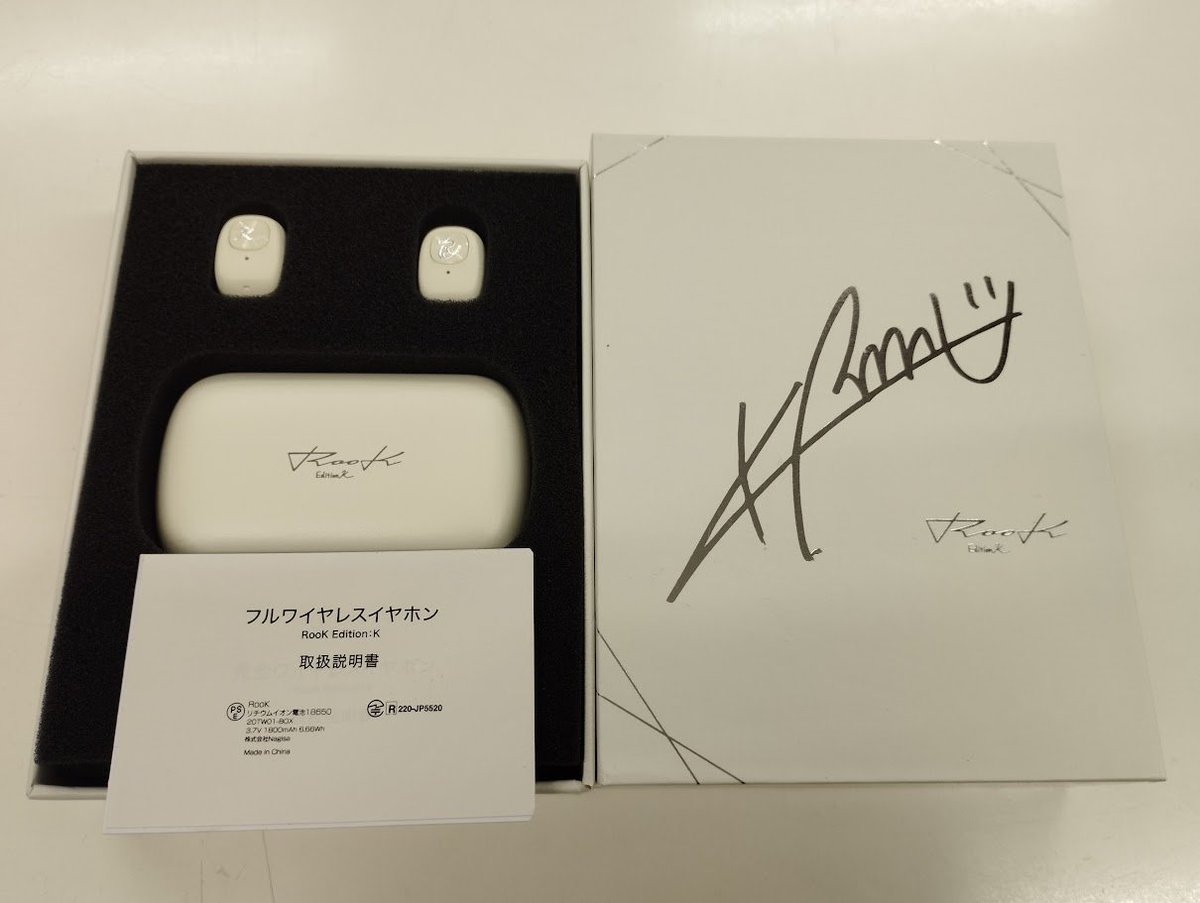 RooK
Edition:K
フルワイヤレスイヤホン
RooK Edition:K
取扱説明書
PSE
RooK
リチウムイオン電池18650
20TW01-BOX
3.7V 1800mAh 6.66Wh
株式会社Nagisa
Made in China
R 220-JP5520
RooK
Edition:K